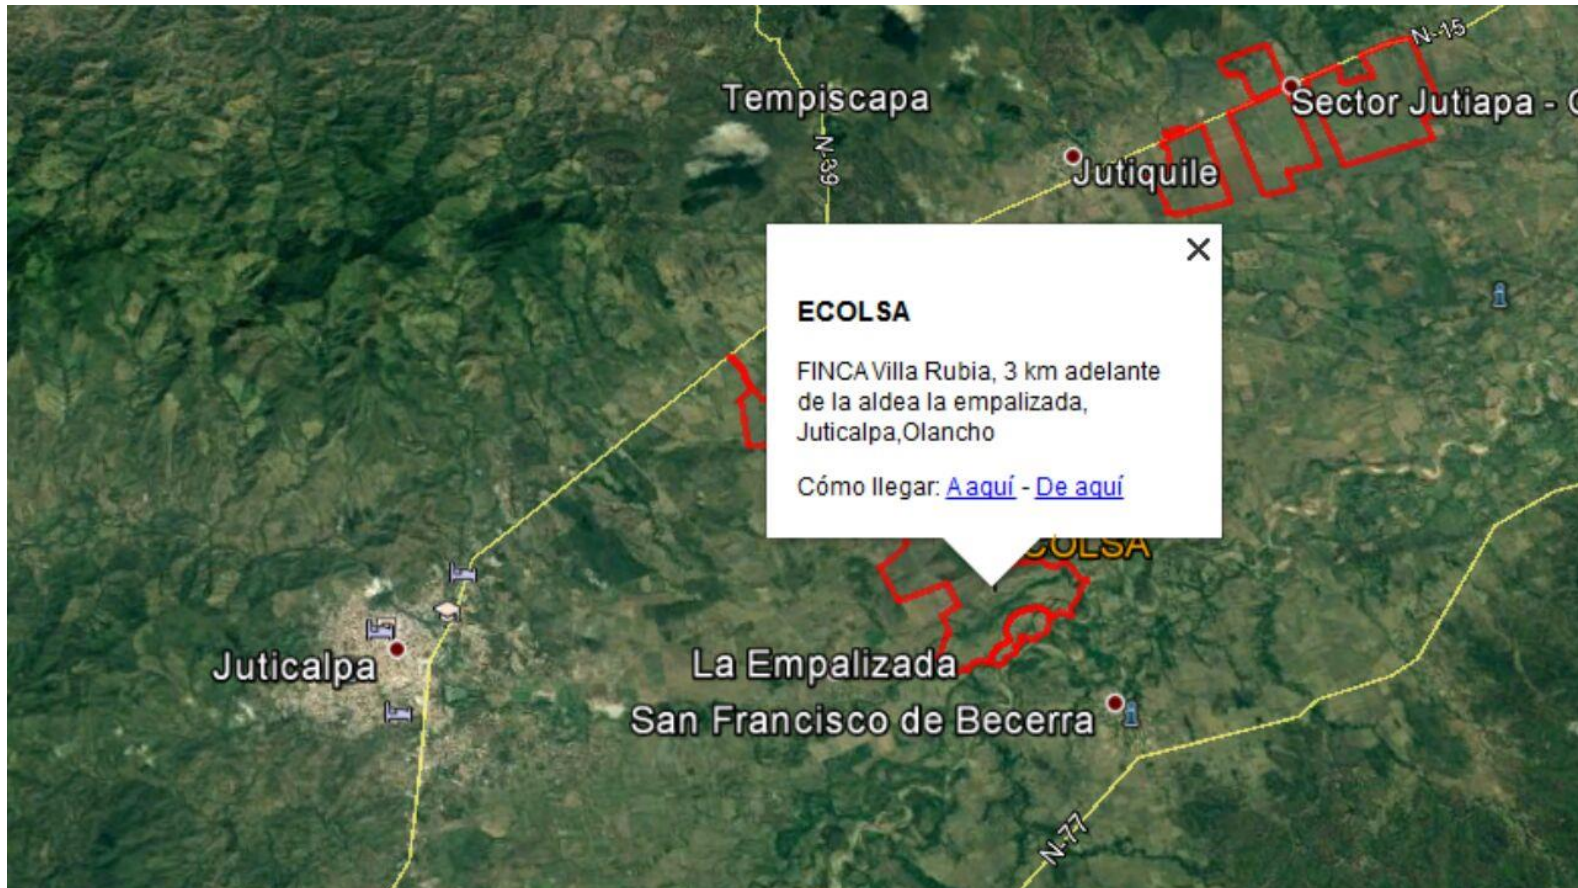 N-15
Tempiscapa
Sector Jutiapa -
N-39
Jutiquile
ECOLSA
FINCA Villa Rubia, 3 km adelante
de la aldea la empalizada,
Juticalpa,Olancho
Cómo llegar: A aquí - De aquí
COLSA
Juticalpa
La Empalizada
San Francisco de Becerra
N-77